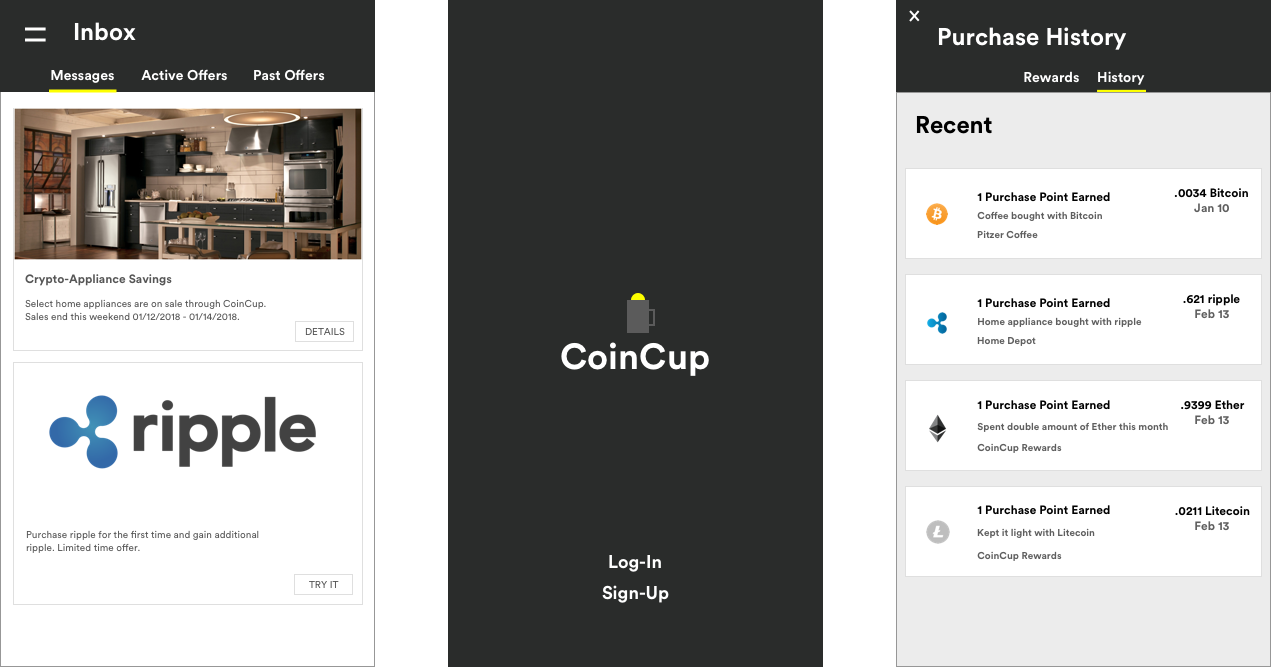 Inbox
Messages Active Offers Past Offers
Crypto-Appliance Savings
Select home appliances are on sale through CoinCup.
Sales end this weekend 01/12/2018 - 01/14/2018.
DETAILS
ripple
Purchase ripple for the first time and gain additional
ripple. Limited time offer.
TRY IT
CoinCup
Log-In
Sign-Up
Purchase History
Rewards History
Recent
1 Purchase Point Earned
Coffee bought with Bitcoin
Pitzer Coffee
.0034 Bitcoin
Jan 10
1 Purchase Point Earned
Home appliance bought with ripple
Home Depot
.621 ripple
Feb 13
1 Purchase Point Earned
Spent double amount of Ether this month
CoinCup Rewards
.9399 Ether
Feb 13
1 Purchase Point Earned
Kept it light with Litecoin
CoinCup Rewards
.0211 Litecoin
Feb 13